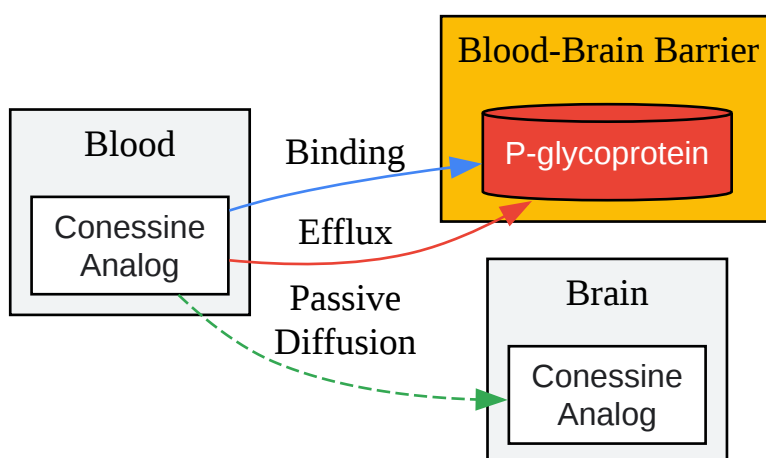 Blood-Brain Barrier
P-glycoprotein
Blood
Conessine
Analog
Binding
Efflux
Passive
Diffusion
Brain
Conessine
Analog